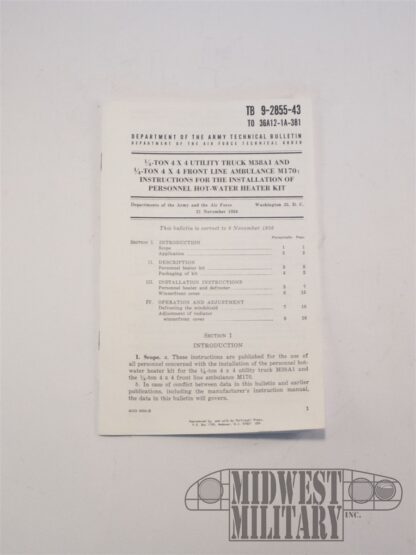 TB 9-2855-43
TO 36A12-1A-381
DEPARTMENT OF THE ARMY TECHNICAL BULLETIN
DEPARTMENT OF THE AIR FORCE TECHNICAL ORDER
¼-TON 4 X 4 UTILITY TRUCK M38A1 AND
¼-TON 4 X 4 FRONT LINE AMBULANCE M170:
INSTRUCTIONS FOR THE INSTALLATION OF
PERSONNEL HOT-WATER HEATER KIT
Departments of the Army and the Air Force Washington 25, D. C.
November
This bulletin is current to November
Paragraphs Page
SECTION I. INTRODUCTION
Scope 1 1
Application 2
II. DESCRIPTION
Personnel heater kit
Packaging of kit
III. INSTALLATION INSTRUCTIONS
Personnel heater and defroster
Winterfront cover
IV. OPERATION AND ADJUSTMENT
Defrosting the windshield
Adjustment of radiator
winterfront cover
SECTION I
INTRODUCTION
1. Scope. a. These instructions are published for the use of
all personnel concerned with the installation of the personnel hot-
water heater kit for the ¼-ton 4 x 4 utility truck M38A1 and
the ¼-ton 4 x 4 front line ambulance M170.
b. In case of conflict between data in this bulletin and earlier
publications, including the manufacturer's instruction manual,
the data in this bulletin will govern.
1
MIDWEST
MILITARY INC.